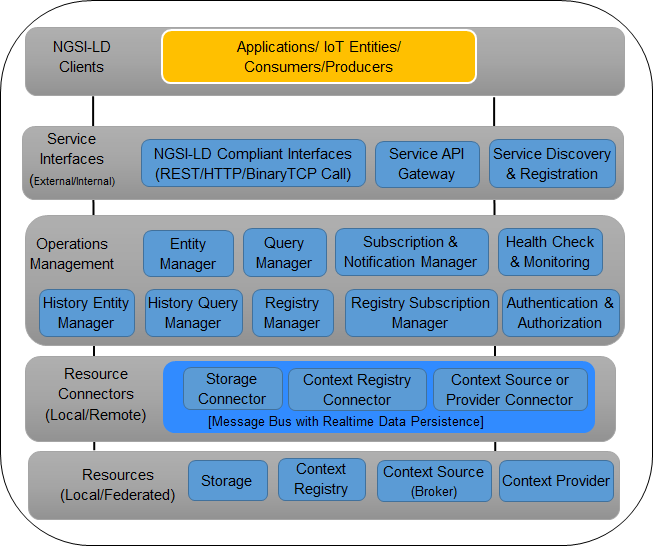 NGSI-LD
Clients
Applications/ IoT Entities/
Consumers/Producers
Service
Interfaces
(External/Internal)
NGSI-LD Compliant Interfaces
(REST/HTTP/BinaryTCP Call)
Service API
Gateway
Service Discovery
& Registration
Operations
Management
Entity
Manager
Query
Manager
Subscription &
Notification Manager
Health Check
& Monitoring
History Entity
Manager
History Query
Manager
Registry
Manager
Registry Subscription
Manager
Authentication &
Authorization
Resource
Connectors
(Local/Remote)
Storage
Connector
Context Registry
Connector
Context Source or
Provider Connector
[Message Bus with Realtime Data Persistence]
Resources
(Local/Federated)
Storage
Context
Registry
Context Source
(Broker)
Context Provider